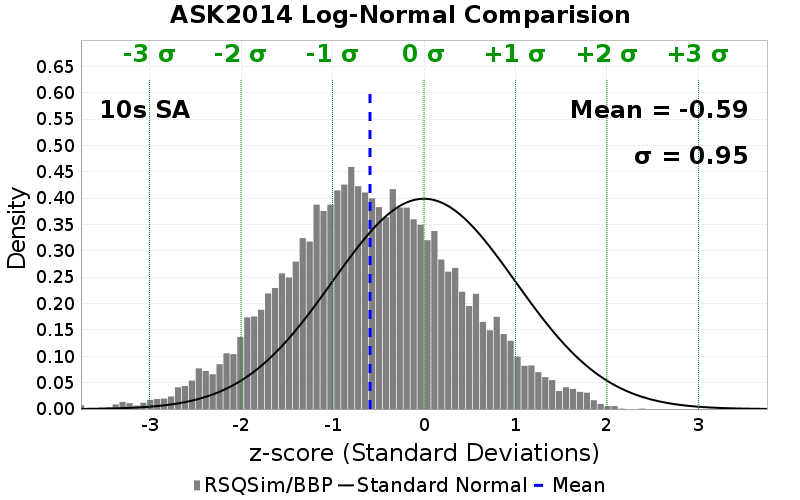 ASK2014 Log-Normal Comparision
-3 σ -2 σ -1 σ 0 σ +1 σ +2 σ +3 σ
10s SA
Mean = -0.59
σ = 0.95
Density
0.65
0.60
0.55
0.50
0.45
0.40
0.35
0.30
0.25
0.20
0.15
0.10
0.05
0.00
-3 -2 -1 0 1 2 3
z-score (Standard Deviations)
RSQSim/BBP Standard Normal Mean